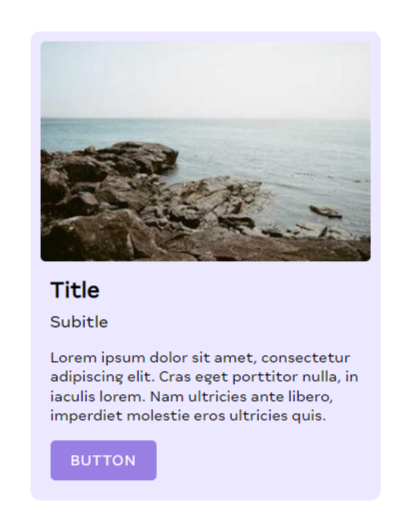 Title
Subitle
Lorem ipsum dolor sit amet, consectetur
adipiscing elit. Cras eget porttitor nulla, in
iaculis lorem. Nam ultricies ante libero,
imperdiet molestie eros ultricies quis.
BUTTON